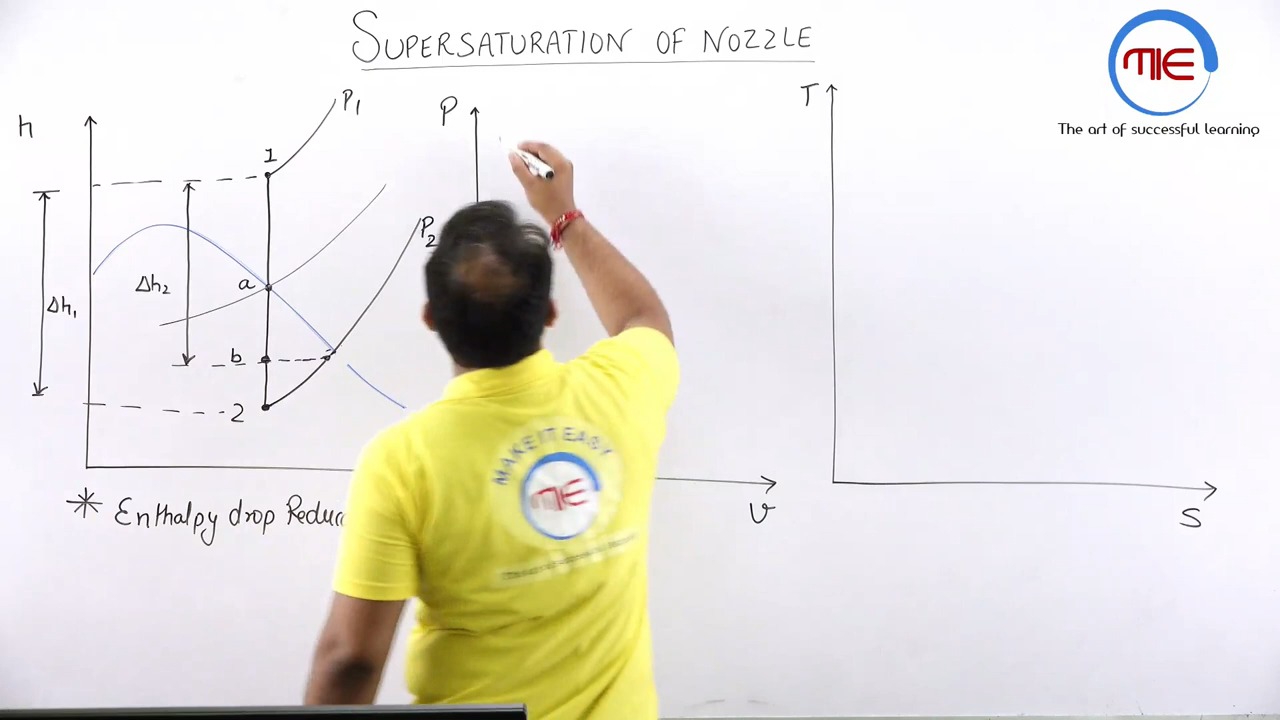 SUPERSATURATION OF NOZZLE
MIE
The art of successful learning
h
P1
1
P2
a
Δh2
Δh1
b
2
* Enthalpy drop
P
v
T
s
MAKE IT EASY
MIE